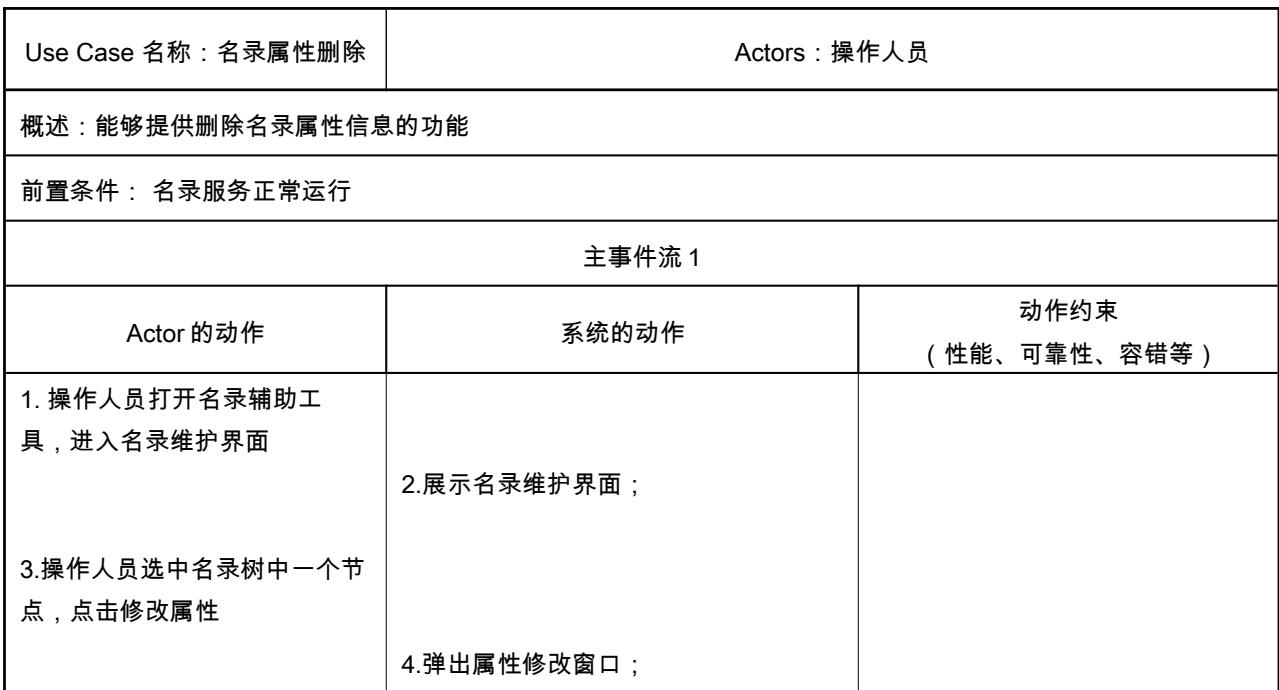 Use Case 名称：名录属性删除
Actors：操作人员
概述：能够提供删除名录属性信息的功能
前置条件： 名录服务正常运行
主事件流 1
Actor 的动作
系统的动作
动作约束
（性能、可靠性、容错等）
1. 操作人员打开名录辅助工
具，进入名录维护界面
2.展示名录维护界面；
3.操作人员选中名录树中一个节
点，点击修改属性
4.弹出属性修改窗口；